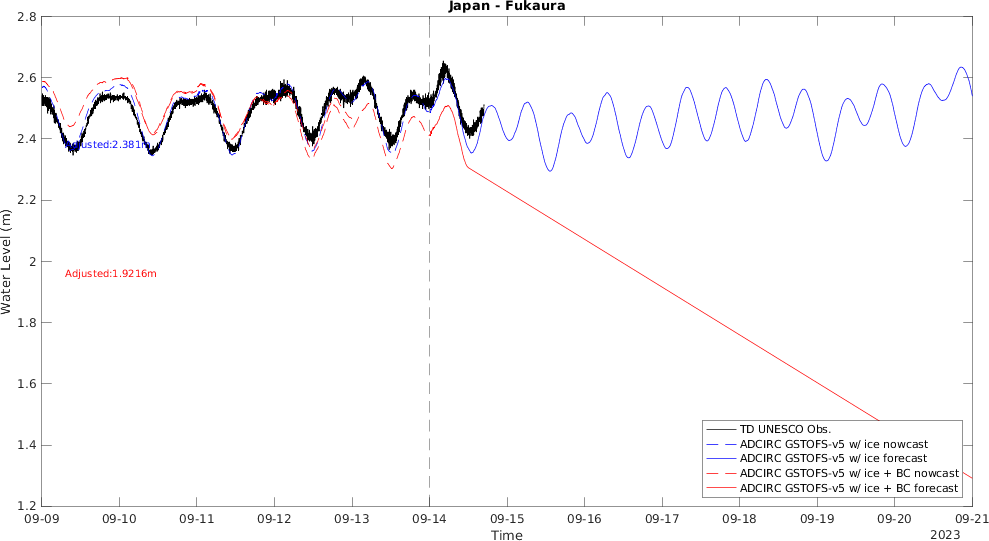 Japan - Fukaura
2.8
2.6
2.4
2.2
2
1.8
1.6
1.4
1.2
Water Level (m)
Adjusted:2.381m
Adjusted:1.9216m
TD UNESCO Obs.
ADCIRC GSTOFS-v5 w/ ice nowcast
ADCIRC GSTOFS-v5 w/ ice forecast
ADCIRC GSTOFS-v5 w/ ice + BC nowcast
ADCIRC GSTOFS-v5 w/ ice + BC forecast
09-09 09-10 09-11 09-12 09-13 09-14 09-15 09-16 09-17 09-18 09-19 09-20 09-21
Time
2023